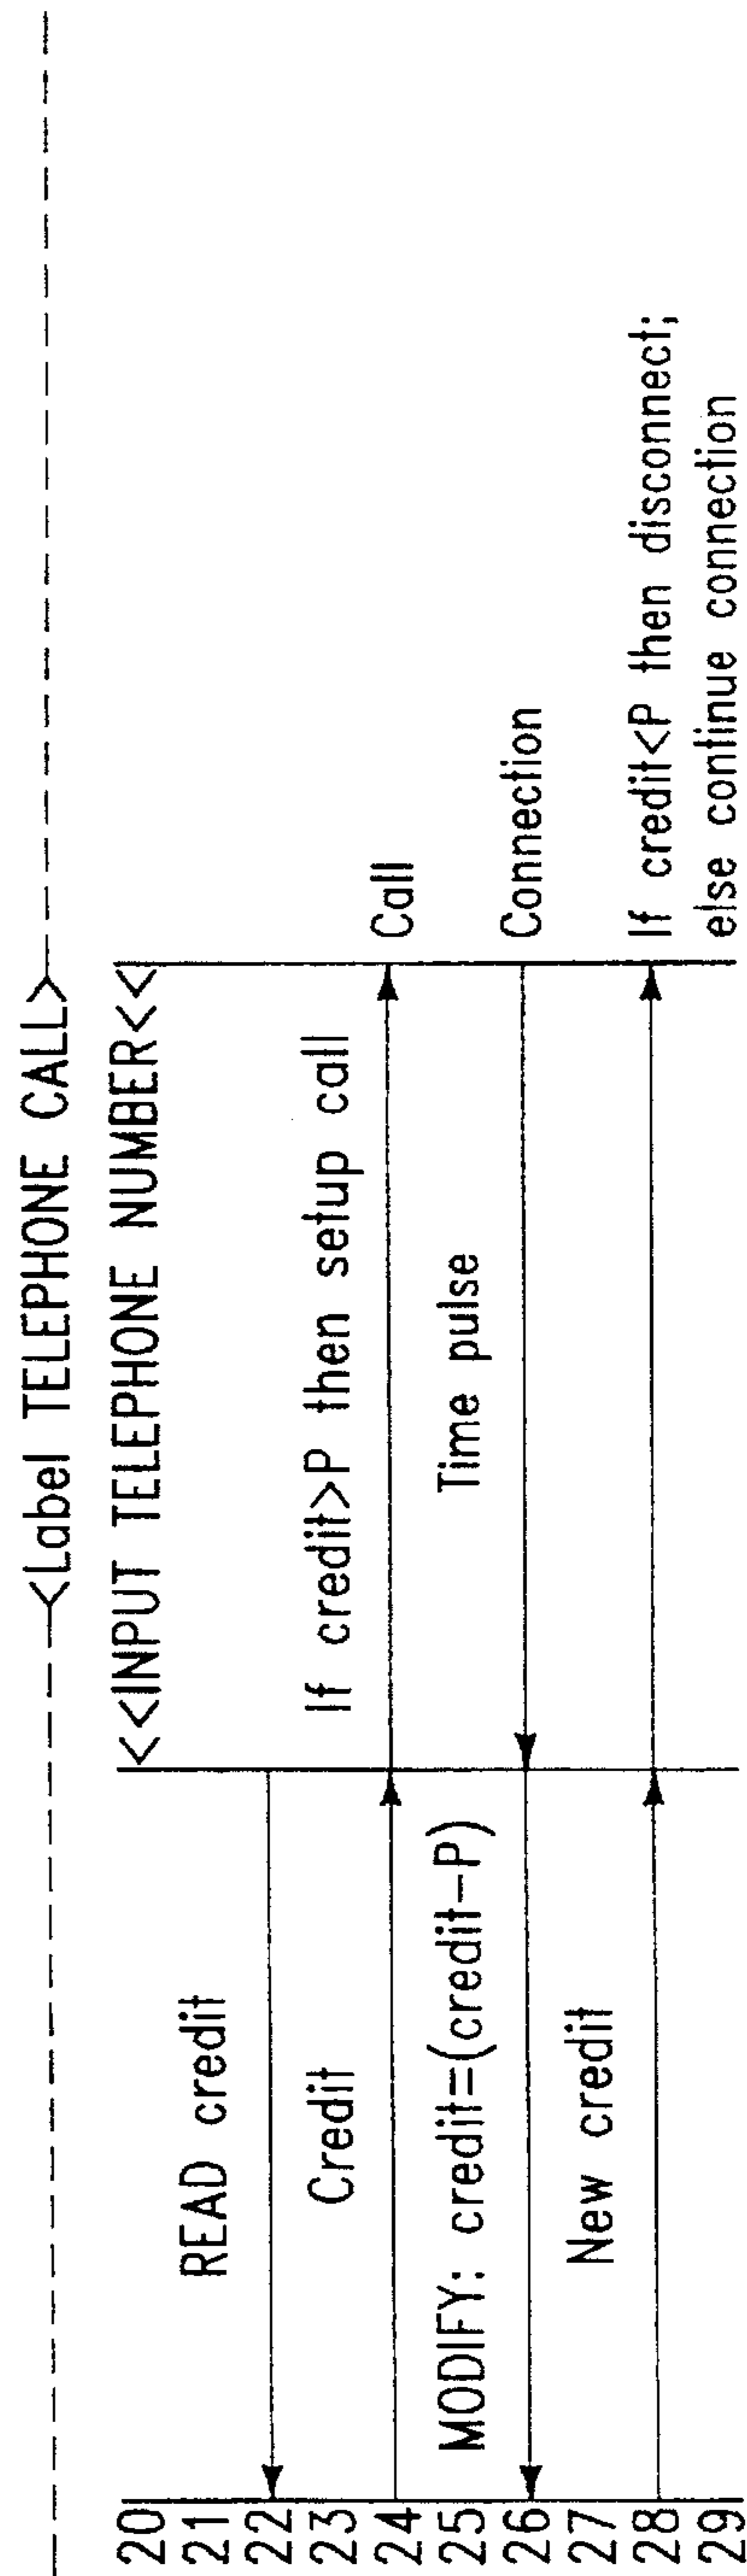 <Label TELEPHONE CALL>
20 <<INPUT TELEPHONE NUMBER<<
21 READ credit
22
23 Credit If credit>P then setup call
24 Call
25 MODIFY: credit=(credit-P) Time pulse
26 Connection
27 New credit
28 If credit<P then disconnect;
29 else continue connection